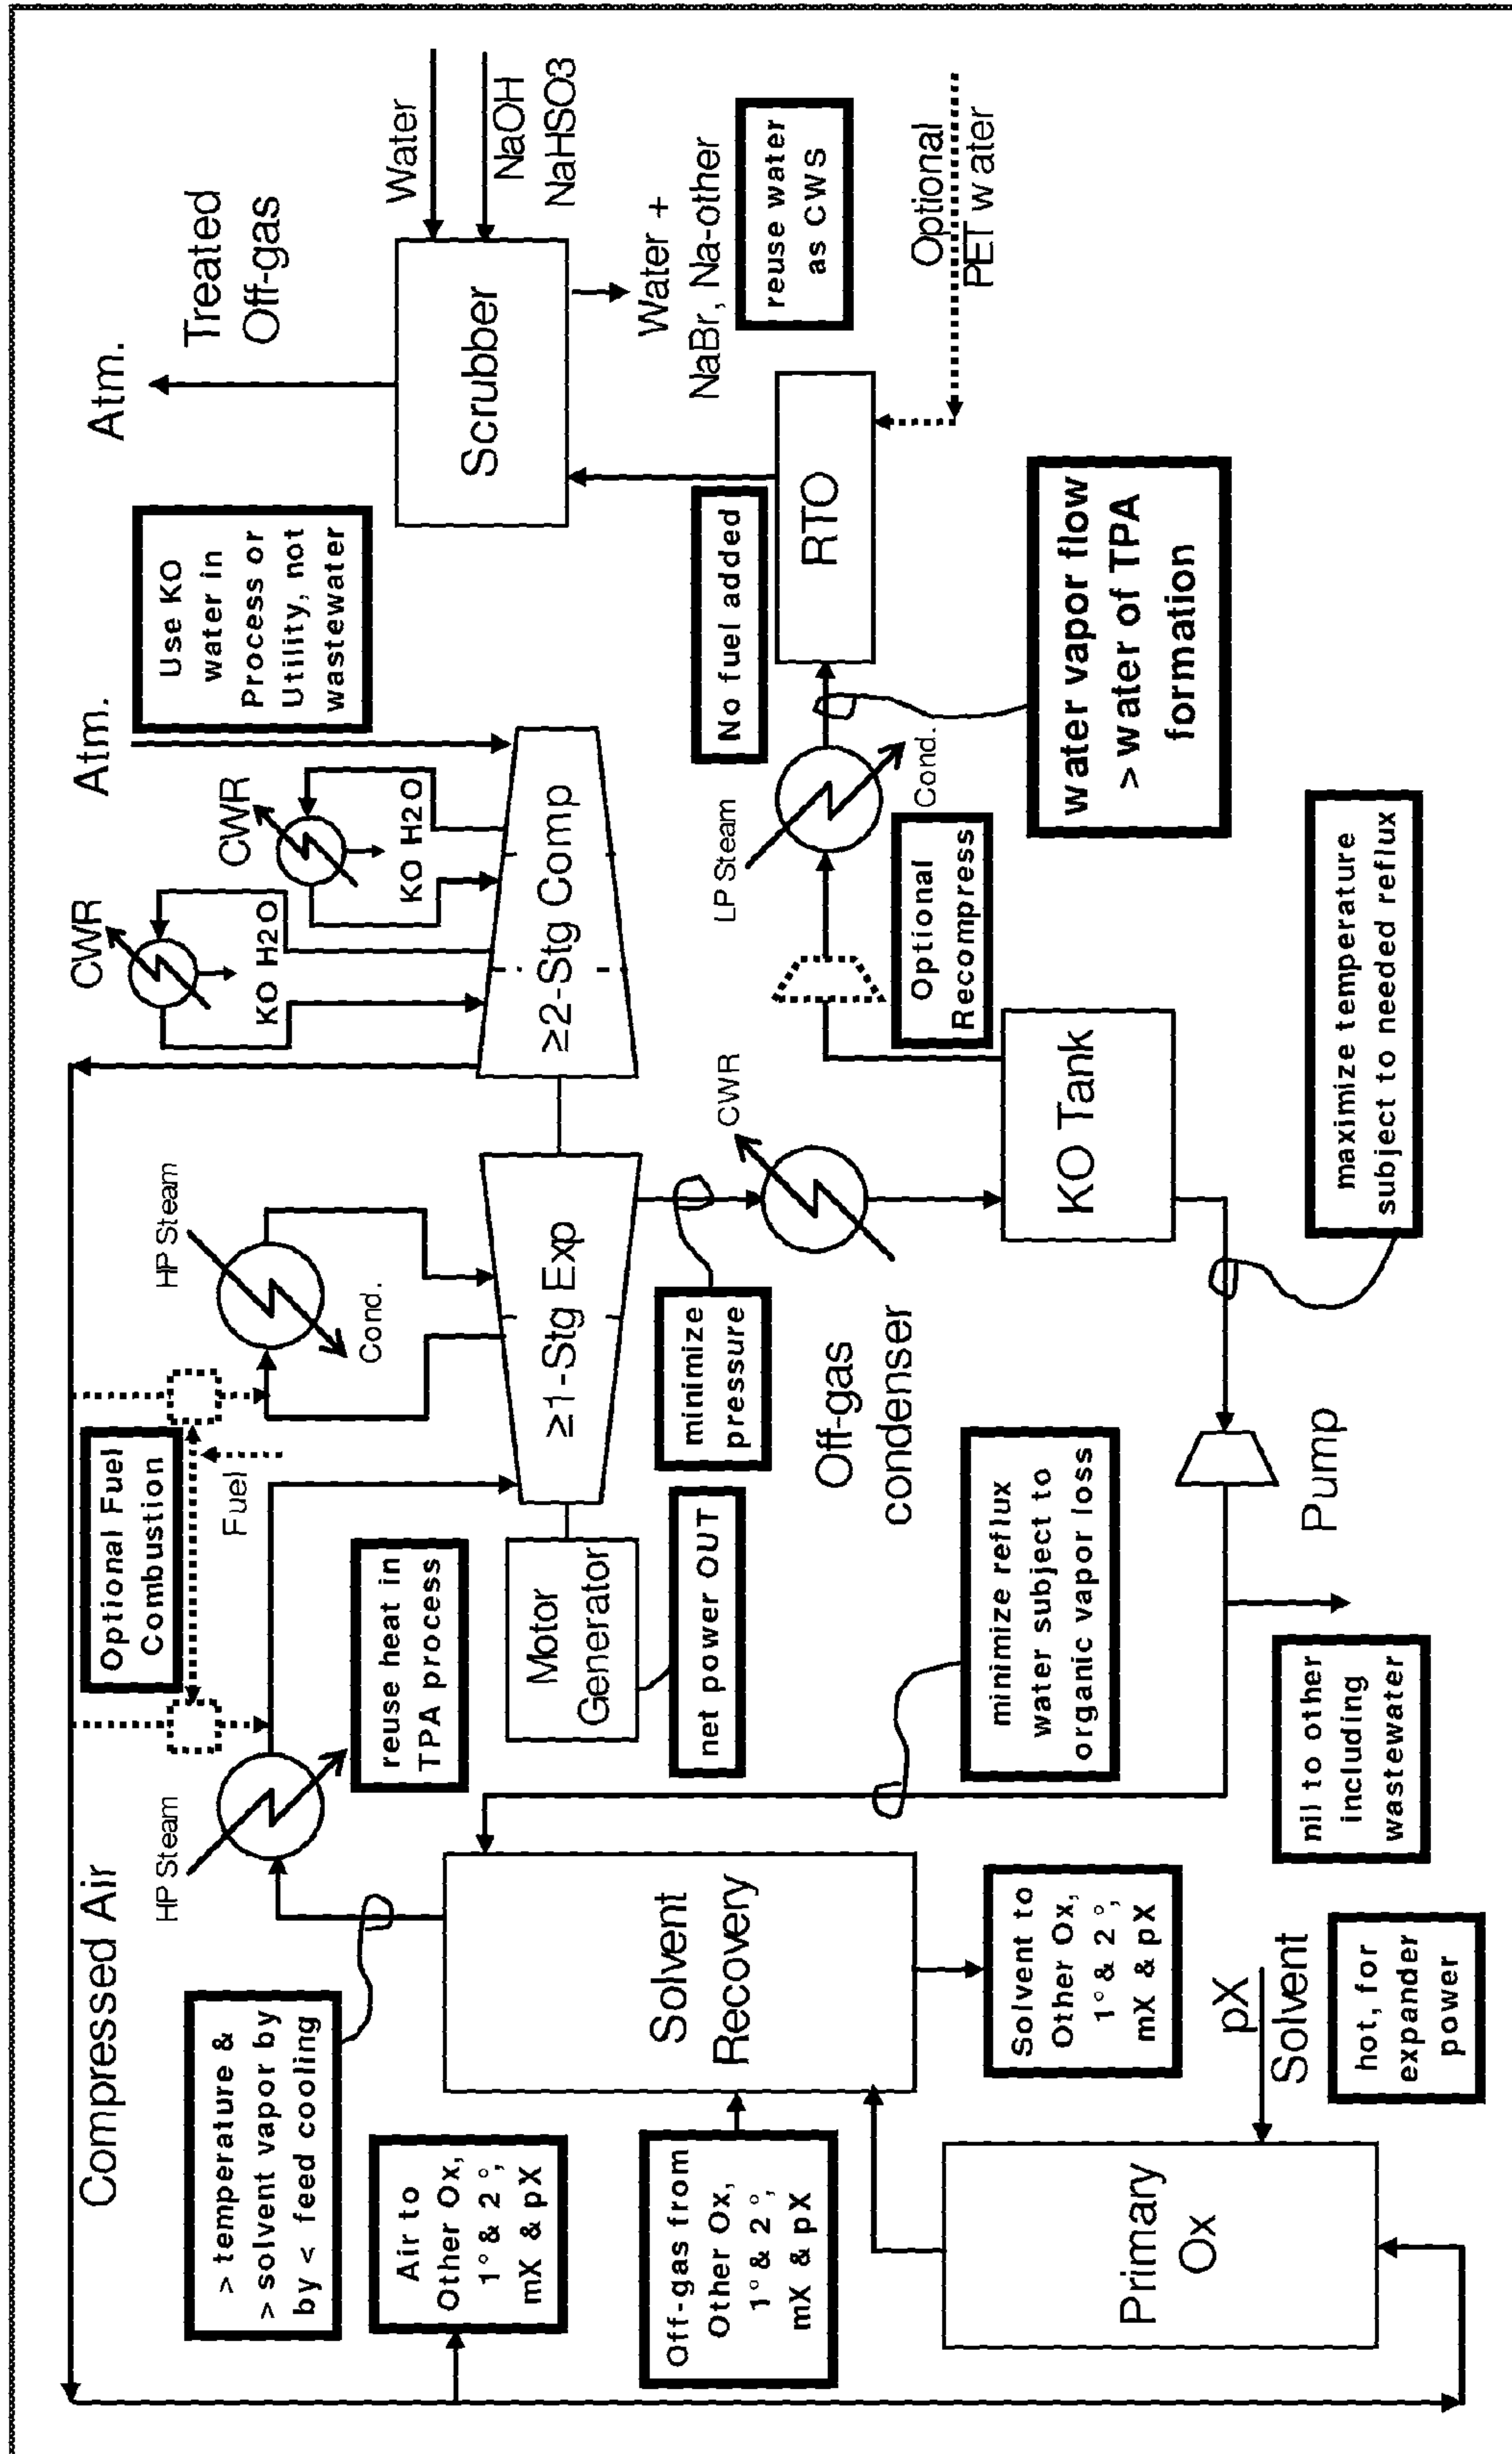 Compressed Air
Atm.
Atm.
Treated
Off-gas
> temperature &
> solvent vapor by
by < feed cooling
HP Steam
Optional Fuel
Combustion
Fuel
HP Steam
Cond.
CWR
KO H2O
CWR
KO H2O
Use KO
water in
Process or
Utility, not
wastewater
Water
NaOH
NaHSO3
Scrubber
Water +
NaBr, Na-other
reuse water
as CWS
Air to
Other Ox,
1° & 2°,
mX & pX
reuse heat in
TPA process
Motor
Generator
≥1-Stg Exp
≥2-Stg Comp
net power OUT
minimize
pressure
Off-gas
condenser
CWR
LP Steam
Cond.
No fuel added
RTO
Optional
PET water
Optional
Recompress
Off-gas from
Other Ox,
1° & 2°,
mX & pX
Solvent
Recovery
Solvent to
Other Ox,
1° & 2°,
mX & pX
minimize reflux
water subject to
organic vapor loss
KO Tank
water vapor flow
> water of TPA
formation
Primary
Ox
pX
Solvent
hot, for
expander
power
nil to other
including
wastewater
Pump
maximize temperature
subject to needed reflux